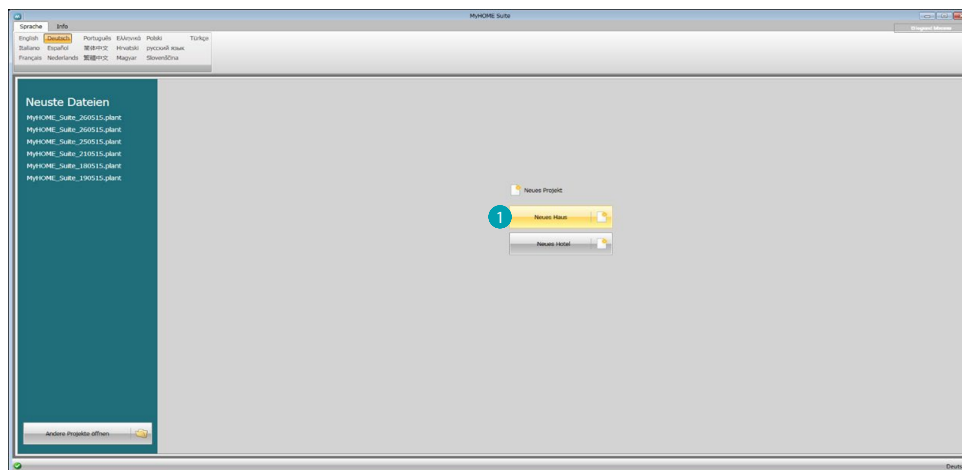 MyHOME Suite
Sprache Info
English Deutsch Português Ελληνικά Polski Türkçe
Italiano Español 简体中文 Hrvatski русский язык
Français Nederlands 繁體中文 Magyar Slovenščina
Neuste Dateien
MyHOME_Suite_260515.plant
MyHOME_Suite_260515.plant
MyHOME_Suite_250515.plant
MyHOME_Suite_210515.plant
MyHOME_Suite_180515.plant
MyHOME_Suite_190515.plant
Neues Projekt
1 Neues Haus
Neues Hotel
Andere Projekte öffnen